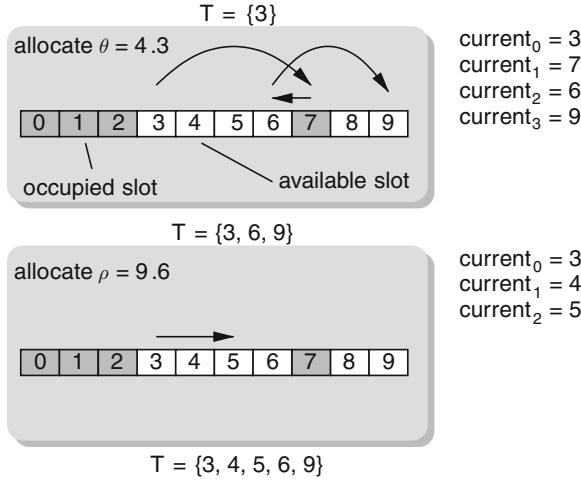 T = {3}
allocate θ = 4.3
current₀ = 3
current₁ = 7
current₂ = 6
current₃ = 9
0 1 2 3 4 5 6 7 8 9
occupied slot
available slot
T = {3, 6, 9}
allocate ρ = 9.6
current₀ = 3
current₁ = 4
current₂ = 5
0 1 2 3 4 5 6 7 8 9
T = {3, 4, 5, 6, 9}